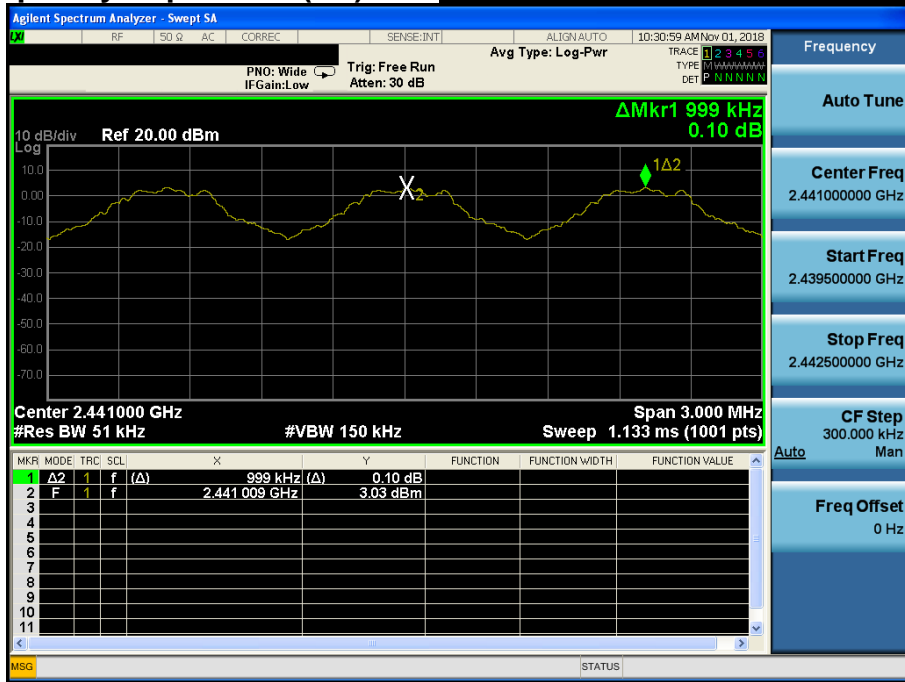 Agilent Spectrum Analyzer - Swept SA
LXI RF 50 Ω AC CORREC SENSE:INT ALIGN AUTO 10:30:59 AM Nov 01, 2018
Frequency
Avg Type: Log-Pwr TRACE 1 2 3 4 5 6
PNO: Wide Trig: Free Run TYPE M WWWWW
IFGain:Low Atten: 30 dB DET P N N N N N
Auto Tune
ΔMkr1 999 kHz
0.10 dB
10 dB/div Ref 20.00 dBm
Log
10.0
0.00
-10.0
-20.0
-30.0
-40.0
-50.0
-60.0
-70.0
1Δ2
X2
Center Freq
2.441000000 GHz
Start Freq
2.439500000 GHz
Stop Freq
2.442500000 GHz
Center 2.441000 GHz Span 3.000 MHz
#Res BW 51 kHz #VBW 150 kHz Sweep 1.133 ms (1001 pts)
CF Step
300.000 kHz
Auto Man
MKR MODE TRC SCL X Y FUNCTION FUNCTION WIDTH FUNCTION VALUE
1 Δ2 1 f (Δ) 999 kHz (Δ) 0.10 dB
2 F 1 f 2.441 009 GHz 3.03 dBm
3
4
5
6
7
8
9
10
11
Freq Offset
0 Hz
MSG STATUS